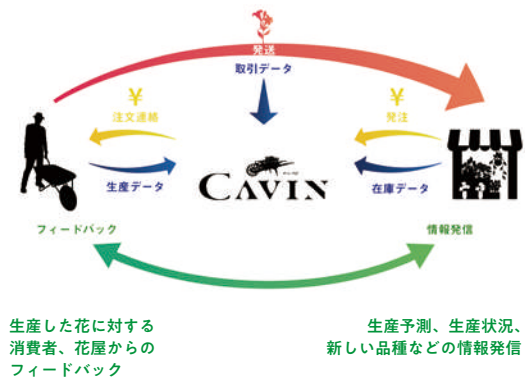 発送
取引データ
¥
注文連絡
¥
発注
生産データ
CAVIN
在庫データ
フィードバック
情報発信
生産した花に対する
消費者、花屋からの
フィードバック
生産予測、生産状況、
新しい品種などの情報発信